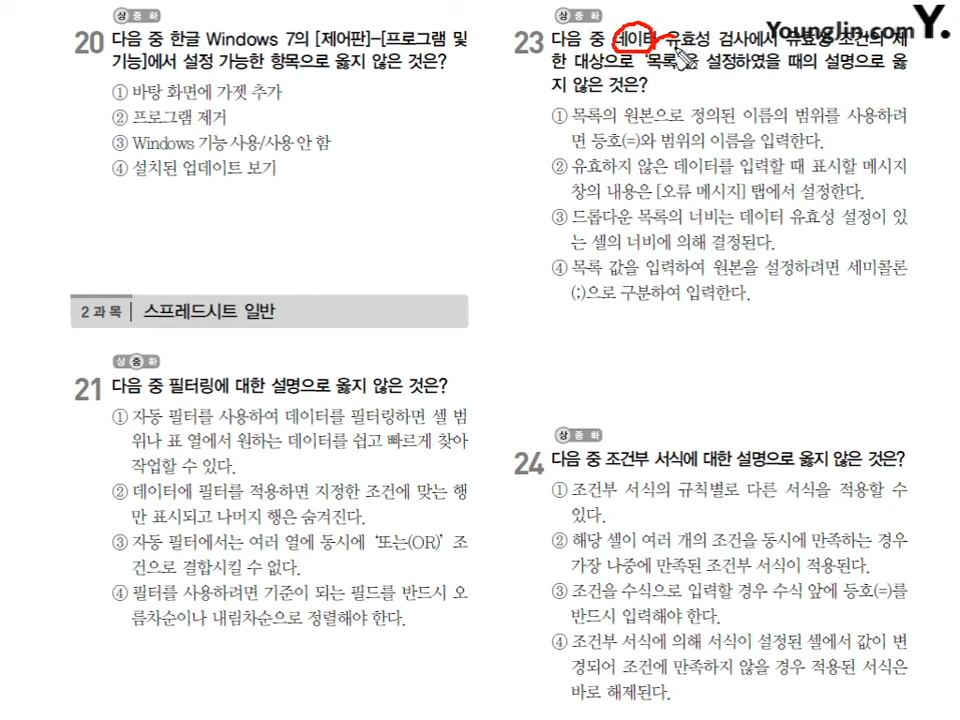 상 중 하
20 다음 중 한글 Windows 7의 [제어판]-[프로그램 및
기능]에서 설정 가능한 항목으로 옳지 않은 것은?
① 바탕 화면에 가젯 추가
② 프로그램 제거
③ Windows 기능 사용/사용 안 함
④ 설치된 업데이트 보기
2과목 스프레드시트 일반
상 중 하
21 다음 중 필터링에 대한 설명으로 옳지 않은 것은?
① 자동 필터를 사용하여 데이터를 필터링하면 셀 범
위나 표 열에서 원하는 데이터를 쉽고 빠르게 찾아
작업할 수 있다.
② 데이터에 필터를 적용하면 지정한 조건에 맞는 행
만 표시되고 나머지 행은 숨겨진다.
③ 자동 필터에서는 여러 열에 동시에 ‘또는(OR)’ 조
건으로 결합시킬 수 없다.
④ 필터를 사용하려면 기준이 되는 필드를 반드시 오
름차순이나 내림차순으로 정렬해야 한다.
Youngjin.com Y.
상 중 하
23 다음 중 데이터 유효성 검사에서 유효성 조건의 제
한 대상으로 ‘목록’을 설정하였을 때의 설명으로 옳
지 않은 것은?
① 목록의 원본으로 정의된 이름의 범위를 사용하려
면 등호(=)와 범위의 이름을 입력한다.
② 유효하지 않은 데이터를 입력할 때 표시할 메시지
창의 내용은 [오류 메시지] 탭에서 설정한다.
③ 드롭다운 목록의 너비는 데이터 유효성 설정이 있
는 셀의 너비에 의해 결정된다.
④ 목록 값을 입력하여 원본을 설정하려면 세미콜론
(;)으로 구분하여 입력한다.
상 중 하
24 다음 중 조건부 서식에 대한 설명으로 옳지 않은 것은?
① 조건부 서식의 규칙별로 다른 서식을 적용할 수
있다.
② 해당 셀이 여러 개의 조건을 동시에 만족하는 경우
가장 나중에 만족된 조건부 서식이 적용된다.
③ 조건을 수식으로 입력할 경우 수식 앞에 등호(=)를
반드시 입력해야 한다.
④ 조건부 서식에 의해 서식이 설정된 셀에서 값이 변
경되어 조건에 만족하지 않을 경우 적용된 서식은
바로 해제된다.